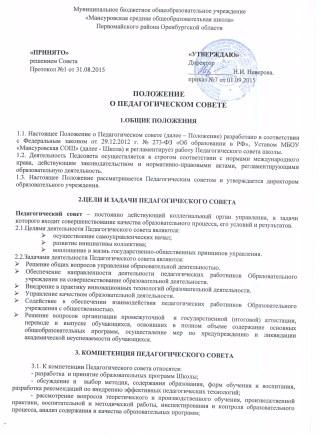 Муниципальное бюджетное общеобразовательное учреждение
«Мансуровская средняя общеобразовательная школа»
Первомайского района Оренбургской области
«ПРИНЯТО»
решением Совета
Протокол №1 от 31.08.2015
«УТВЕРЖДАЮ»
Директор
Н.И. Неверова.
приказ №7 от 01.09.2015
ПОЛОЖЕНИЕ
О ПЕДАГОГИЧЕСКОМ СОВЕТЕ
1.ОБЩИЕ ПОЛОЖЕНИЯ
1.1. Настоящее Положение о Педагогическом совете (далее – Положение) разработано в соответствии
с Федеральным законом от 29.12.2012 г. № 273-ФЗ «Об образовании в РФ», Уставом МБОУ
«Мансуровская СОШ» (далее - Школа) и регламентирует работу Педагогического совета школы.
1.2. Деятельность Педсовета осуществляется в строгом соответствии с нормами международного
права, действующим законодательством и нормативно-правовыми актами, регламентирующими
образовательную деятельность.
1.3. Настоящее Положение рассматривается Педагогическим советом и утверждается директором
образовательного учреждения.
2.ЦЕЛИ И ЗАДАЧИ ПЕДАГОГИЧЕСКОГО СОВЕТА
Педагогический совет – постоянно действующий коллегиальный орган управления, в задачу
которого входит совершенствование качества образовательного процесса, его условий и результатов.
2.1.Целями деятельности Педагогического совета являются:
➢ осуществление самоуправленческих начал;
➢ развитие инициативы коллектива;
➢ воплощение в жизнь государственно-общественных принципов управления.
2.2.Задачами деятельности Педагогического совета являются:
➢ Решение общих вопросов управления образовательной деятельностью.
➢ Обеспечение направленности деятельности педагогических работников Образовательного
учреждения на совершенствование образовательной деятельности.
➢ Внедрение в практику инновационных технологий образовательной деятельности.
➢ Управление качеством образовательной деятельности.
➢ Содействие в обеспечении взаимодействия педагогических работников Образовательного
учреждения с общественностью.
➢ Решение вопросов организации промежуточной и государственной (итоговой) аттестации,
переводе и выпуске обучающихся, освоивших в полном объеме содержание основных
общеобразовательных программ, осуществление мер по предупреждению и ликвидации
академической неуспеваемости обучающихся.
3. КОМПЕТЕНЦИЯ ПЕДАГОГИЧЕСКОГО СОВЕТА
3.1. К компетенции Педагогического совета относятся:
- разработка и принятие образовательных программ Школы;
- обсуждение и выбор методик, содержания образования, форм обучения и воспитания,
разработка рекомендаций по внедрению эффективных педагогических технологий;
- рассмотрение вопросов теоретического и производственного обучения, производственной
практики, воспитательной и методической работы, инспектирования и контроля образовательного
процесса, анализ содержания и качества образовательных программ;